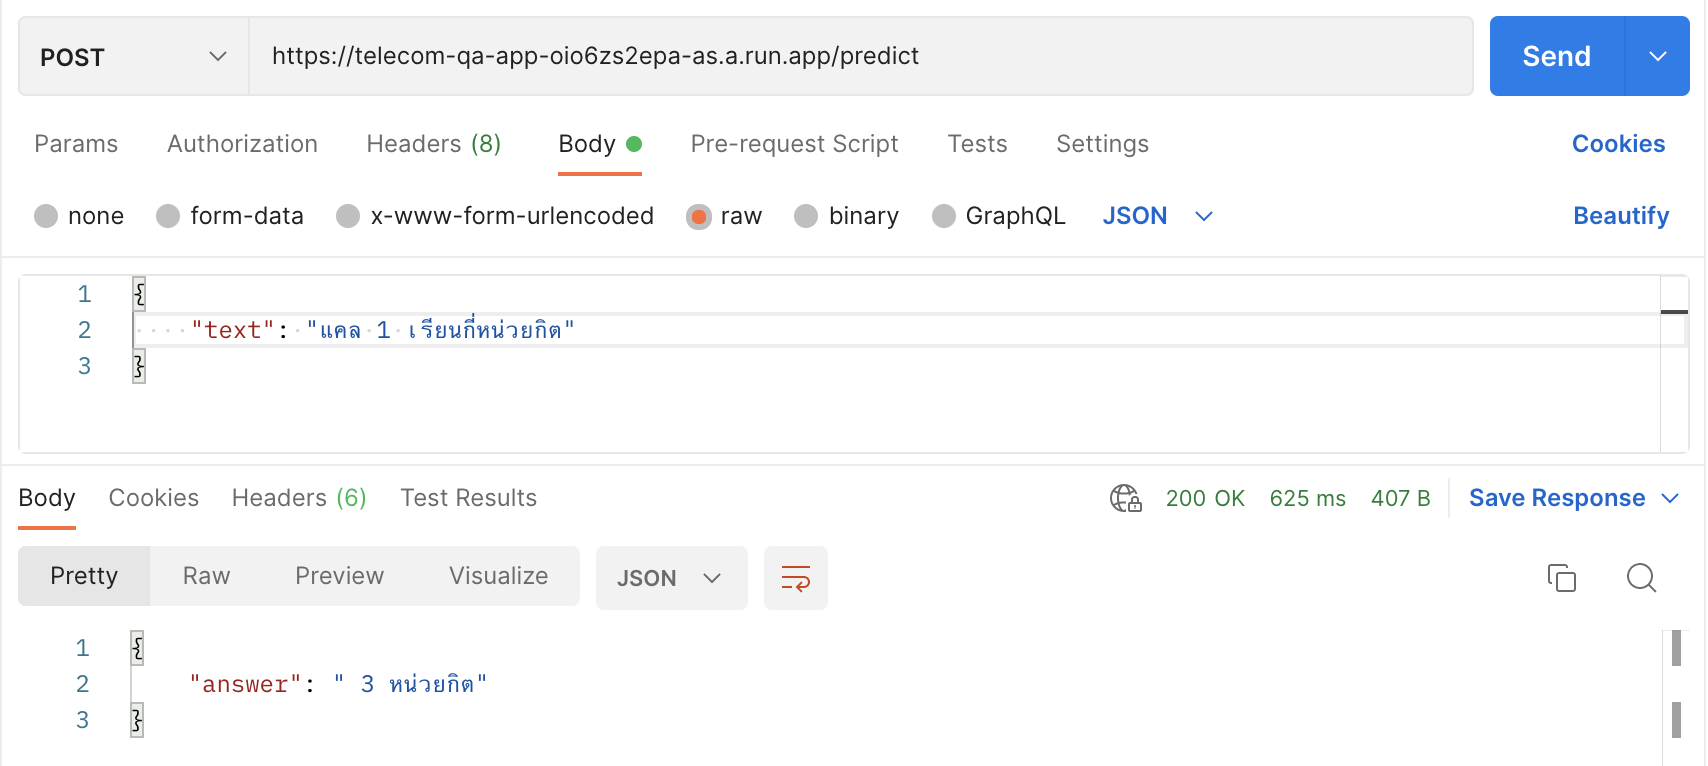 POST https://telecom-qa-app-oio6zs2epa-as.a.run.app/predict Send
Params Authorization Headers (8) Body Pre-request Script Tests Settings Cookies
none form-data x-www-form-urlencoded raw binary GraphQL JSON Beautify
1 {
2 "text": "แคล 1 เรียนกี่หน่วยกิต"
3 }
Body Cookies Headers (6) Test Results 200 OK 625 ms 407 B Save Response
Pretty Raw Preview Visualize JSON
1 {
2 "answer": " 3 หน่วยกิต"
3 }